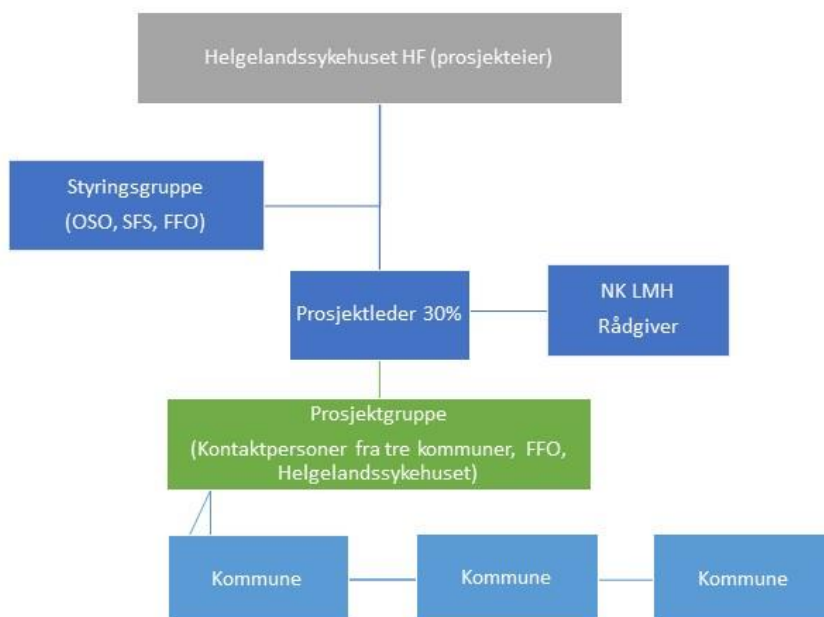 Helgelandssykehuset HF (prosjekteier)
Styringsgruppe
(OSO, SFS, FFO)
Prosjektleder 30%
NK LMH
Rådgiver
Prosjektgruppe
(Kontaktpersoner fra tre kommuner, FFO,
Helgelandssykehuset)
Kommune
Kommune
Kommune